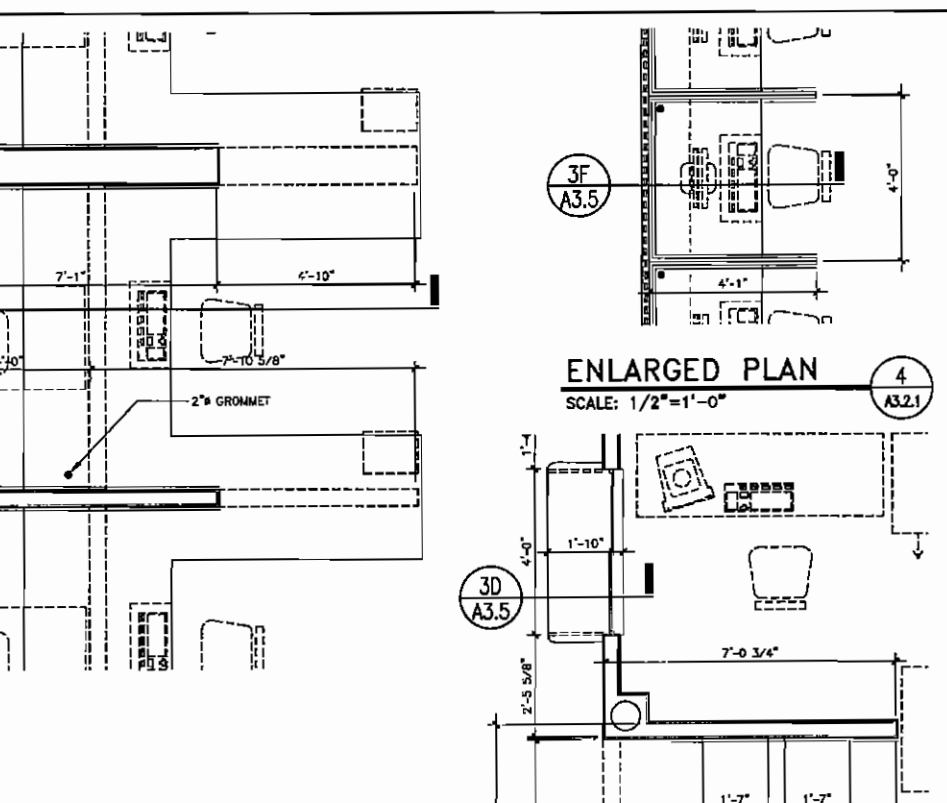 7'-1"
4'-10"
7'-10 5/8"
2"ø GROMMET
3F
A3.5
4'-0"
4'-1"
ENLARGED PLAN
SCALE: 1/2"=1'-0"
4
A3.2.1
4'-0"
1'-10"
3D
A3.5
2'-5 5/8"
7'-0 3/4"
1'-7"
1'-7"